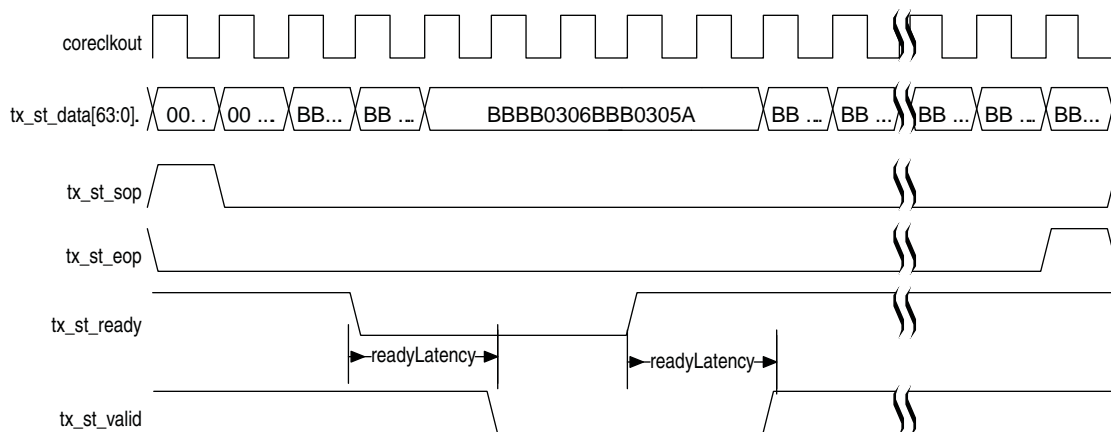 coreclkout
tx_st_data[63:0].
00. .
00 ...
BB...
BB ...
BBBB0306BBB0305A
BB ...
BB ...
BB ...
BB ...
BB...
tx_st_sop
tx_st_eop
tx_st_ready
readyLatency
readyLatency
tx_st_valid